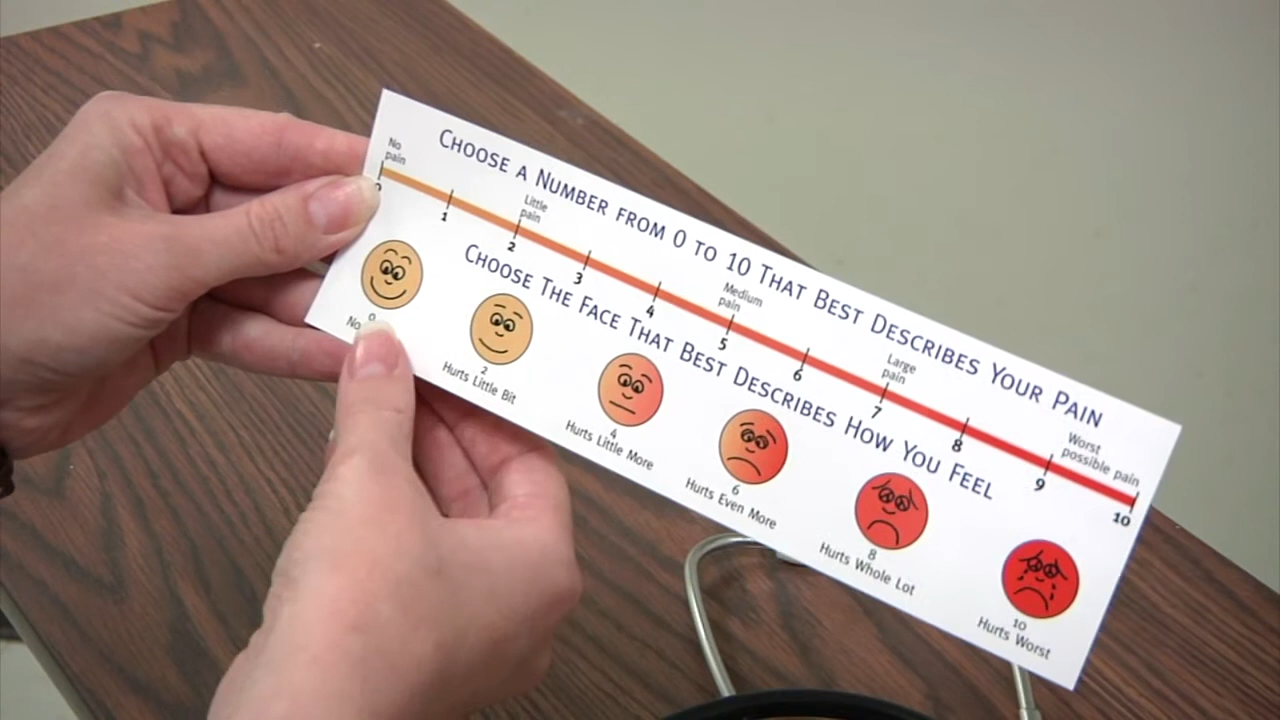 CHOOSE A NUMBER FROM 0 TO 10 THAT BEST DESCRIBES YOUR PAIN
No pain
Little pain
Medium pain
Large pain
Worst possible pain
0 1 2 3 4 5 6 7 8 9 10
CHOOSE THE FACE THAT BEST DESCRIBES HOW YOU FEEL
0 2 4 6 8 10
No
Hurts Little Bit
Hurts Little More
Hurts Even More
Hurts Whole Lot
Hurts Worst